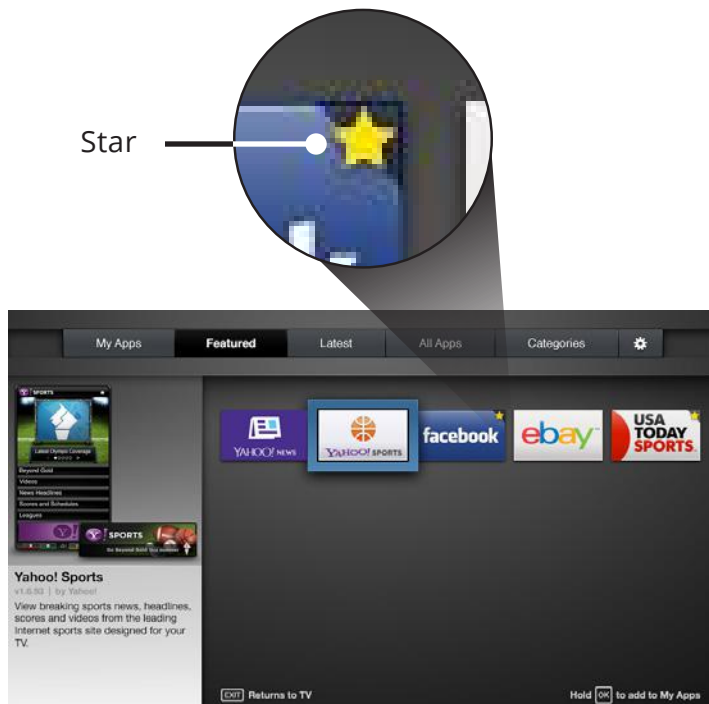 Star
My Apps
Featured
Latest
All Apps
Categories
SPORTS
Latest Olympic Coverage
Beyond Gold
Videos
News Headlines
Scores and Schedules
Leagues
Y! SPORTS
Go Beyond Gold
YAHOO! NEWS
YAHOO! SPORTS
facebook
ebay
USA
TODAY
SPORTS
Yahoo! Sports
by Yahoo!
View breaking sports news, headlines,
scores and videos from the leading
Internet sports site designed for your
TV.
EXIT Returns to TV
Hold OK to add to My Apps